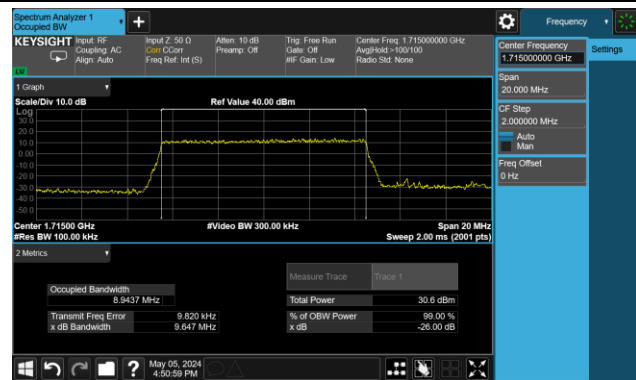 Spectrum Analyzer 1
Occupied BW
Frequency
KEYSIGHT
Input: RF
Coupling: AC
Align: Auto
Input Z: 50 Ω
Corr CCorr
Freq Ref: Int (S)
Atten: 10 dB
Preamp: Off
Trig: Free Run
Gate: Off
#IF Gain: Low
Center Freq: 1.715000000 GHz
Avg|Hold:>100/100
Radio Std: None
Center Frequency
1.715000000 GHz
Settings
Span
20.000 MHz
CF Step
2.000000 MHz
Auto
Man
Freq Offset
0 Hz
1 Graph
Scale/Div 10.0 dB
Ref Value 40.00 dBm
Log
30.0
20.0
10.0
0.00
-10.0
-20.0
-30.0
-40.0
-50.0
Center 1.71500 GHz
#Video BW 300.00 kHz
Span 20 MHz
#Res BW 100.00 kHz
Sweep 2.00 ms (2001 pts)
2 Metrics
Measure Trace
Trace 1
Occupied Bandwidth
8.9437 MHz
Total Power
30.6 dBm
Transmit Freq Error
9.820 kHz
% of OBW Power
99.00 %
x dB Bandwidth
9.647 MHz
x dB
-26.00 dB
?
May 05, 2024
4:50:59 PM